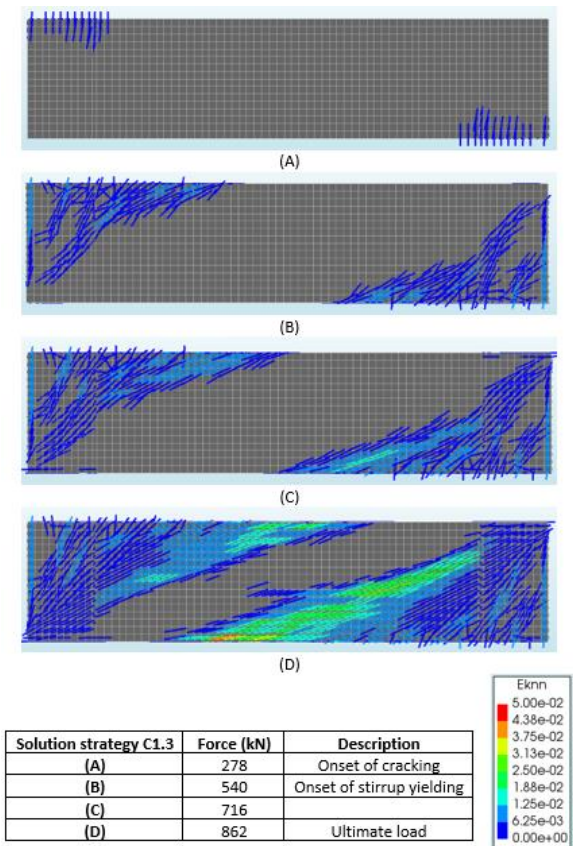 (A)
(B)
(C)
(D)
Eknn
5.00e-02
4.38e-02
3.75e-02
3.13e-02
2.50e-02
1.88e-02
1.25e-02
6.25e-03
0.00e+00
Solution strategy C1.3 Force (kN) Description
(A) 278 Onset of cracking
(B) 540 Onset of stirrup yielding
(C) 716
(D) 862 Ultimate load